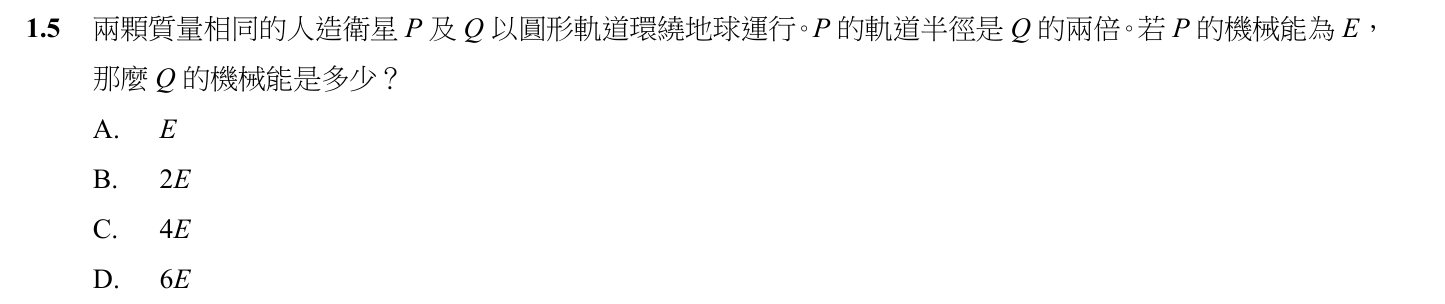 1.5 兩顆質量相同的人造衛星 P 及 Q 以圓形軌道環繞地球運行。P 的軌道半徑是 Q 的兩倍。若 P 的機械能為 E，
那麼 Q 的機械能是多少？
A. E
B. 2E
C. 4E
D. 6E